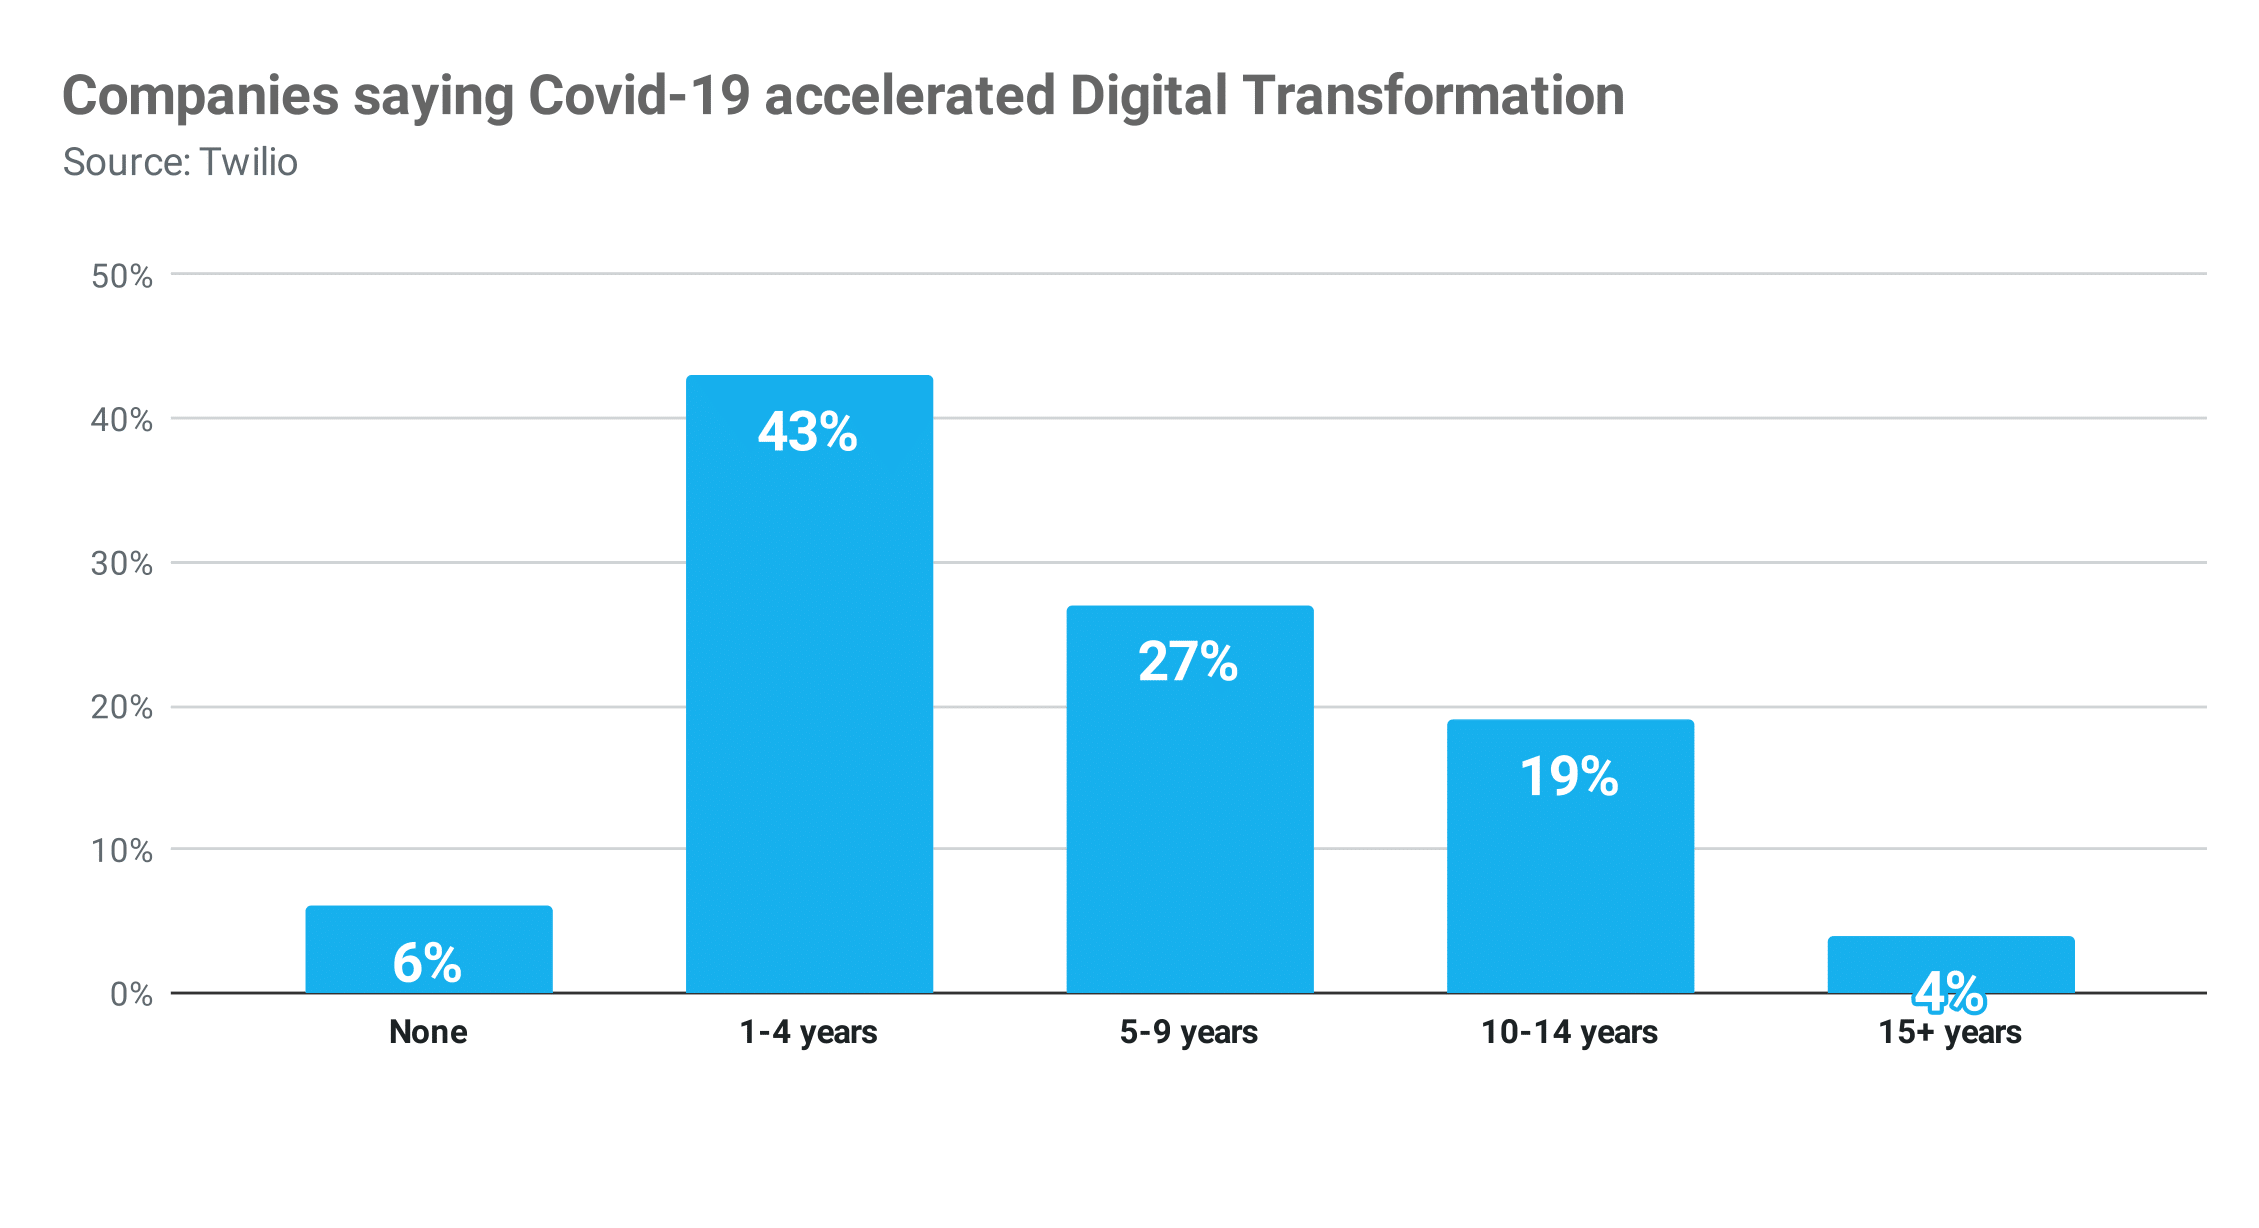 Companies saying Covid-19 accelerated Digital Transformation
Source: Twilio
50%
40%
43%
30%
27%
20%
19%
10%
6%
4%
0%
None
1-4 years
5-9 years
10-14 years
15+ years